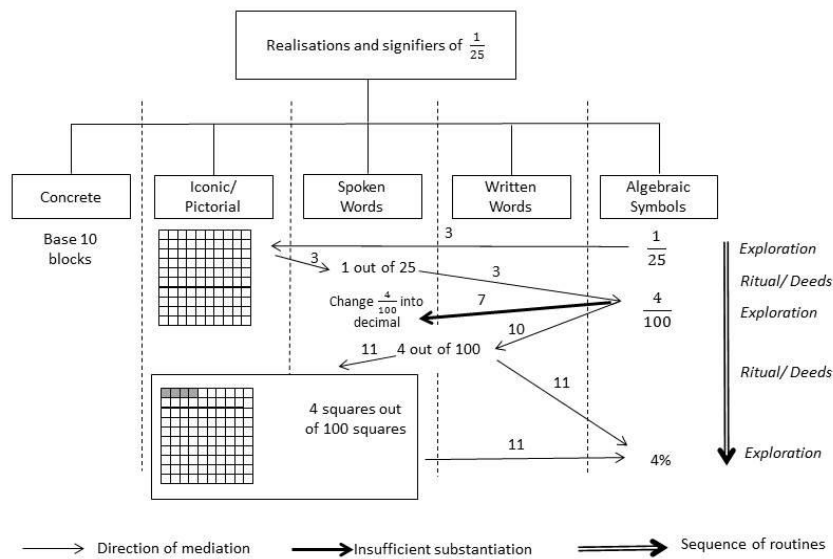 Realisations and signifiers of 1/25
Concrete
Iconic/
Pictorial
Spoken
Words
Written
Words
Algebraic
Symbols
Base 10
blocks
3
1/25
Exploration
3
1 out of 25
3
Ritual/ Deeds
Change 4/100 into
decimal
7
4/100
Exploration
10
11
4 out of 100
11
Ritual/ Deeds
4 squares out
of 100 squares
11
4%
Exploration
Direction of mediation
Insufficient substantiation
Sequence of routines